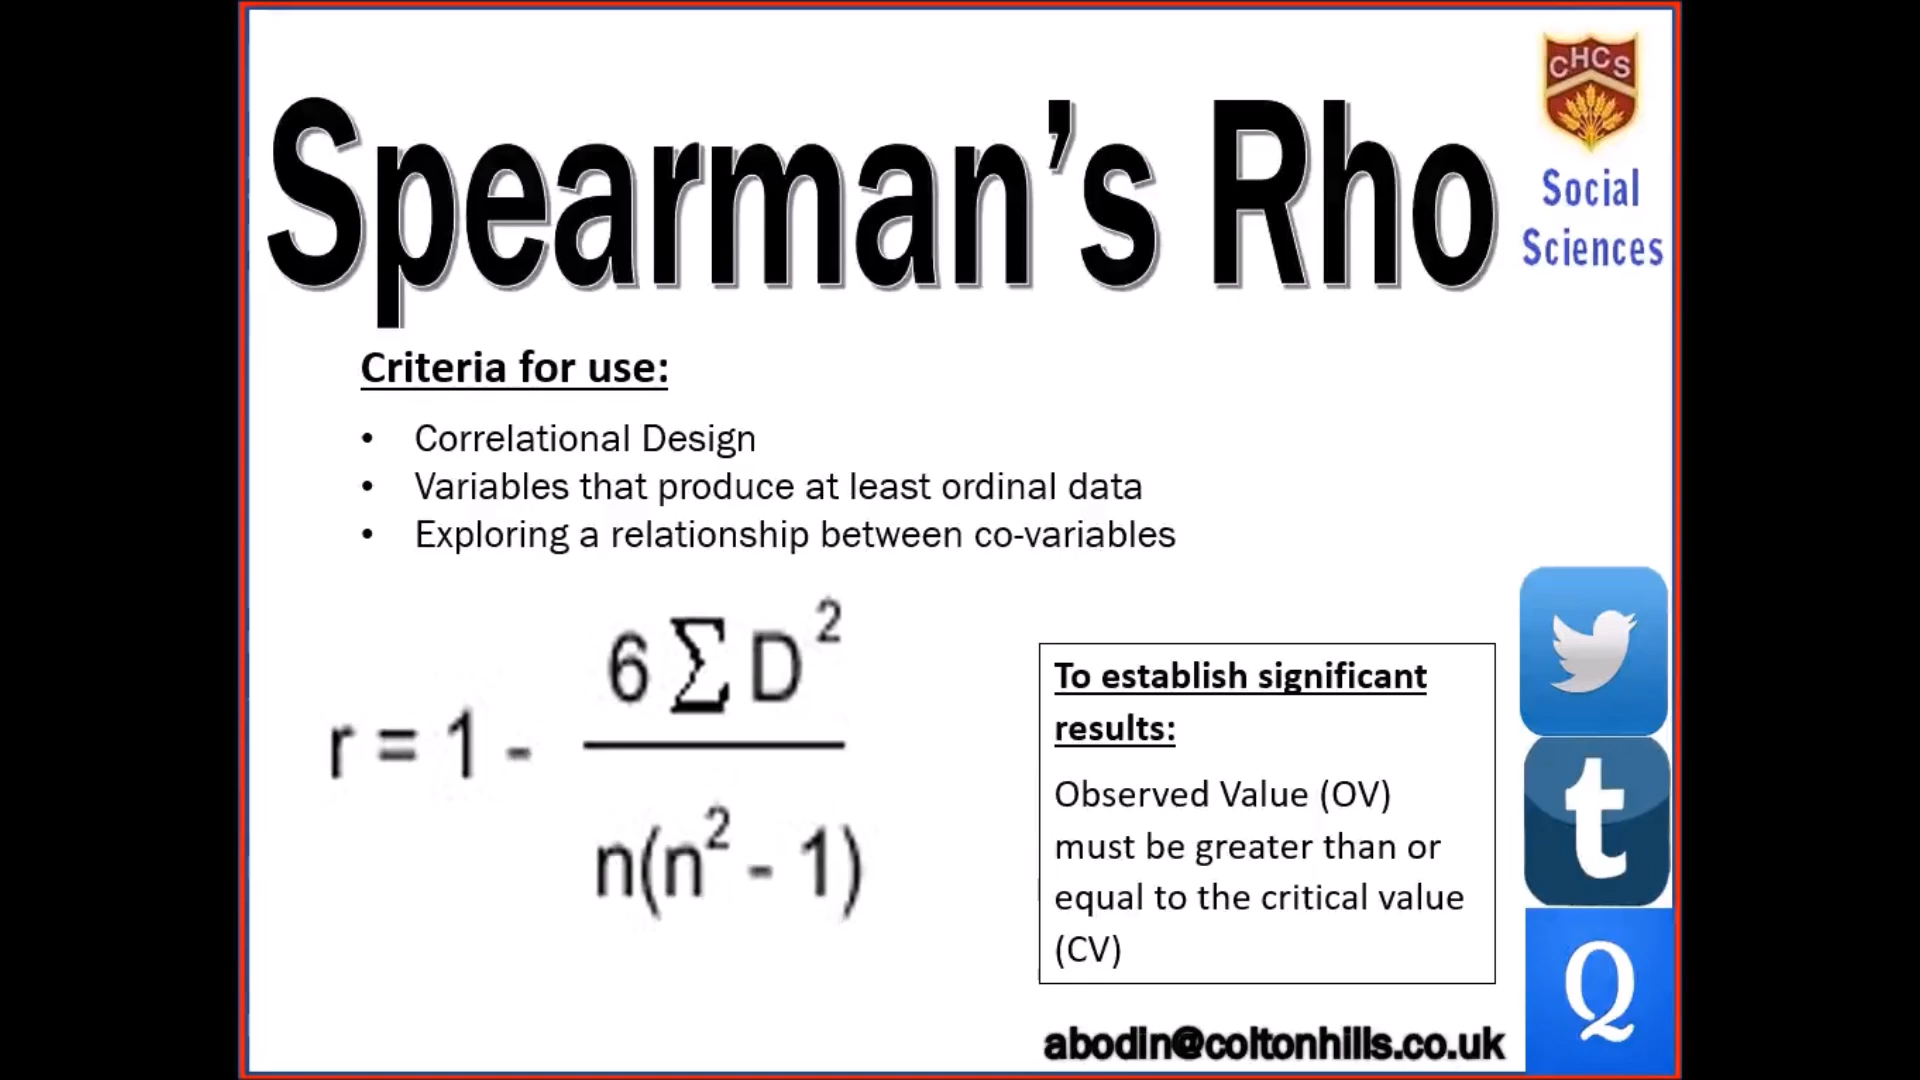 CHCS
Spearman’s Rho
Social
Sciences
Criteria for use:
• Correlational Design
• Variables that produce at least ordinal data
• Exploring a relationship between co-variables
r = 1 - 6 ∑ D² / n(n² - 1)
To establish significant
results:
Observed Value (OV)
must be greater than or
equal to the critical value
(CV)
t
Q
abodin@coltonhills.co.uk